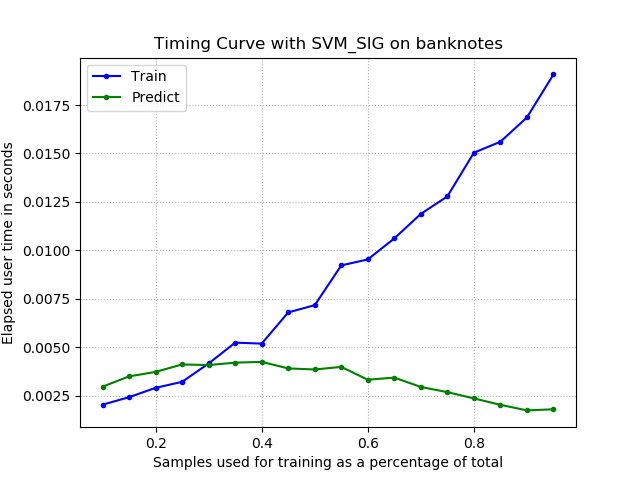 Timing Curve with SVM_SIG on banknotes
Train
Predict
0.0175
0.0150
0.0125
0.0100
0.0075
0.0050
0.0025
Elapsed user time in seconds
0.2 0.4 0.6 0.8
Samples used for training as a percentage of total